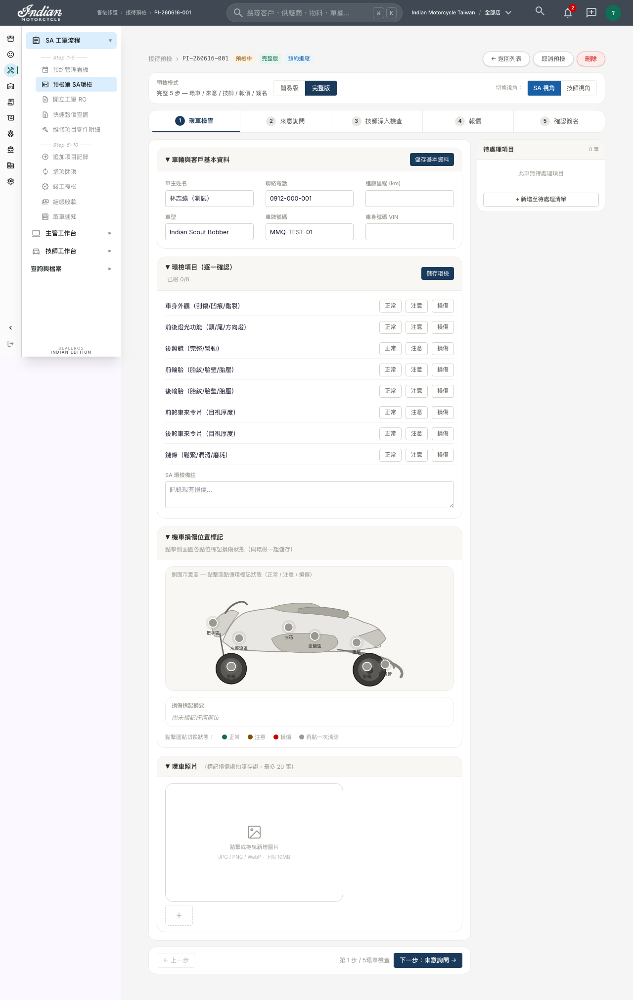 Indian
MOTORCYCLE
售後修護 › 接待預檢 › PI-260616-001
搜尋客戶、供應商、物料、單據... ⌘ K
Indian Motorcycle Taiwan / 全部店
2
?
SA 工單流程
Step 1–5
預約管理看板
預檢單 SA環檢
開立工單 RO
快速報價查詢
維修項目零件明細
Step 6–10
追加項目記錄
增項閉環
竣工複檢
結帳收款
取車通知
主管工作台
技師工作台
查詢與檔案
DEALEROS
INDIAN EDITION
接待預檢 › PI-260616-001 預檢中 完整版 預約進廠
← 返回列表 取消預檢 刪除
預檢模式
完整 5 步 — 環車 / 來意 / 技師 / 報價 / 簽名
簡易版 完整版
切換視角： SA 視角 技師視角
1 環車檢查
2 來意詢問
3 技師深入檢查
4 報價
5 確認簽名
▼車輛與客戶基本資料
儲存基本資料
車主姓名 聯絡電話 進廠里程 (km)
林志遠（測試） 0912-000-001
車型 車牌號碼 車身號碼 VIN
Indian Scout Bobber MMQ-TEST-01
▼環檢項目（逐一確認）
已檢 0/8
儲存環檢
車身外觀（刮傷/凹痕/龜裂） 正常 注意 損傷
前後燈光功能（頭/尾/方向燈） 正常 注意 損傷
後照鏡（完整/鬆動） 正常 注意 損傷
前輪胎（胎紋/胎壁/胎壓） 正常 注意 損傷
後輪胎（胎紋/胎壁/胎壓） 正常 注意 損傷
前煞車來令片（目視厚度） 正常 注意 損傷
後煞車來令片（目視厚度） 正常 注意 損傷
鏈條（鬆緊/潤滑/磨耗） 正常 注意 損傷
SA 環檢備註
記錄現有損傷...
▼機車損傷位置標記
點擊側面圖各點位標記損傷狀態（與環檢一起儲存）
側面示意圖 — 點擊圓點循環標記狀態（正常 / 注意 / 損傷）
把手區
左整流罩
油箱
坐墊區
車尾
前輪
後輪
氣管
損傷標記摘要
尚未標記任何部位
點擊圓點切換狀態： 正常 注意 損傷 再點一次清除
▼環車照片 （標記損傷處拍照存證，最多 20 張）
點擊或拖曳新增圖片
JPG / PNG / WebP · 上限 10MB
+
← 上一步
第 1 步 / 5環車檢查
下一步：來意詢問 →
待處理項目 0 筆
此車無待處理項目
+ 新增至待處理清單